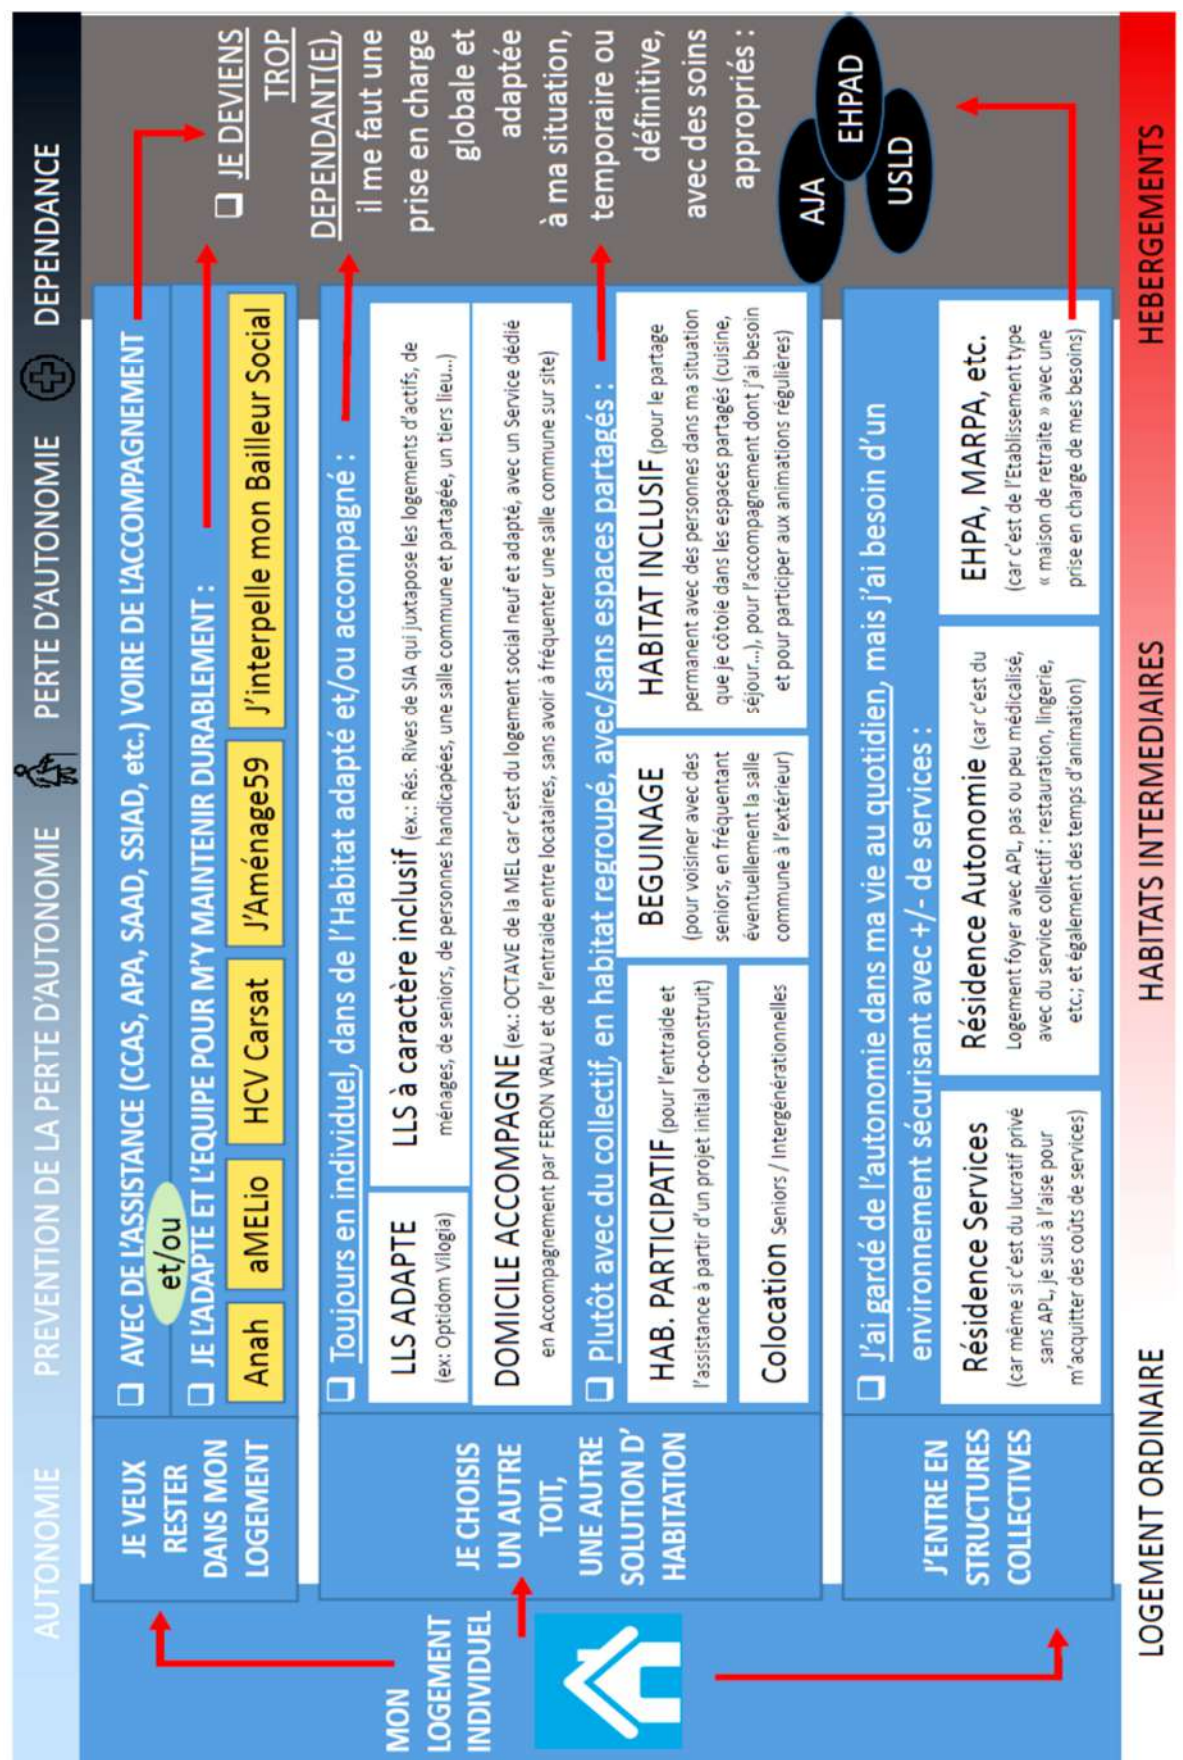 AUTONOMIE
PREVENTION DE LA PERTE D'AUTONOMIE
PERTE D'AUTONOMIE
DEPENDANCE
MON
LOGEMENT
INDIVIDUEL
JE VEUX
RESTER
DANS MON
LOGEMENT
❑ AVEC DE L'ASSISTANCE (CCAS, APA, SAAD, SSIAD, etc.) VOIRE DE L'ACCOMPAGNEMENT
et/ou
❑ JE L'ADAPTE ET L'EQUIPE POUR M'Y MAINTENIR DURABLEMENT :
Anah
aMELio
HCV Carsat
J'Aménage59
J'interpelle mon Bailleur Social
JE CHOISIS
UN AUTRE
TOIT,
UNE AUTRE
SOLUTION D'
HABITATION
❑ Toujours en individuel, dans de l'Habitat adapté et/ou accompagné :
LLS ADAPTE
(ex: Optidom Vilogia)
LLS à caractère inclusif (ex.: Rés. Rives de SIA qui juxtapose les logements d'actifs, de
ménages, de seniors, de personnes handicapées, une salle commune et partagée, un tiers lieu…)
DOMICILE ACCOMPAGNE (ex.: OCTAVE de la MEL car c'est du logement social neuf et adapté, avec un Service dédié
en Accompagnement par FERON VRAU et de l'entraide entre locataires, sans avoir à fréquenter une salle commune sur site)
❑ Plutôt avec du collectif, en habitat regroupé, avec/sans espaces partagés :
HAB. PARTICIPATIF (pour l'entraide et
l'assistance à partir d'un projet initial co-construit)
Colocation Seniors / Intergénérationnelles
BEGUINAGE
(pour voisiner avec des
seniors, en fréquentant
éventuellement la salle
commune à l'extérieur)
HABITAT INCLUSIF (pour le partage
permanent avec des personnes dans ma situation
que je côtoie dans les espaces partagés (cuisine,
séjour…), pour l'accompagnement dont j'ai besoin
et pour participer aux animations régulières)
J'ENTRE EN
STRUCTURES
COLLECTIVES
❑ J'ai gardé de l'autonomie dans ma vie au quotidien, mais j'ai besoin d'un
environnement sécurisant avec +/- de services :
Résidence Services
(car même si c'est du lucratif privé
sans APL, je suis à l'aise pour
m'acquitter des coûts de services)
Résidence Autonomie (car c'est du
Logement foyer avec APL, pas ou peu médicalisé,
avec du service collectif : restauration, lingerie,
etc.; et également des temps d'animation)
EHPA, MARPA, etc.
(car c'est de l'Etablissement type
« maison de retraite » avec une
prise en charge de mes besoins)
❑ JE DEVIENS
TROP
DEPENDANT(E),
il me faut une
prise en charge
globale et
adaptée
à ma situation,
temporaire ou
définitive,
avec des soins
appropriés :
AJA
EHPAD
USLD
LOGEMENT ORDINAIRE
HABITATS INTERMEDIAIRES
HEBERGEMENTS